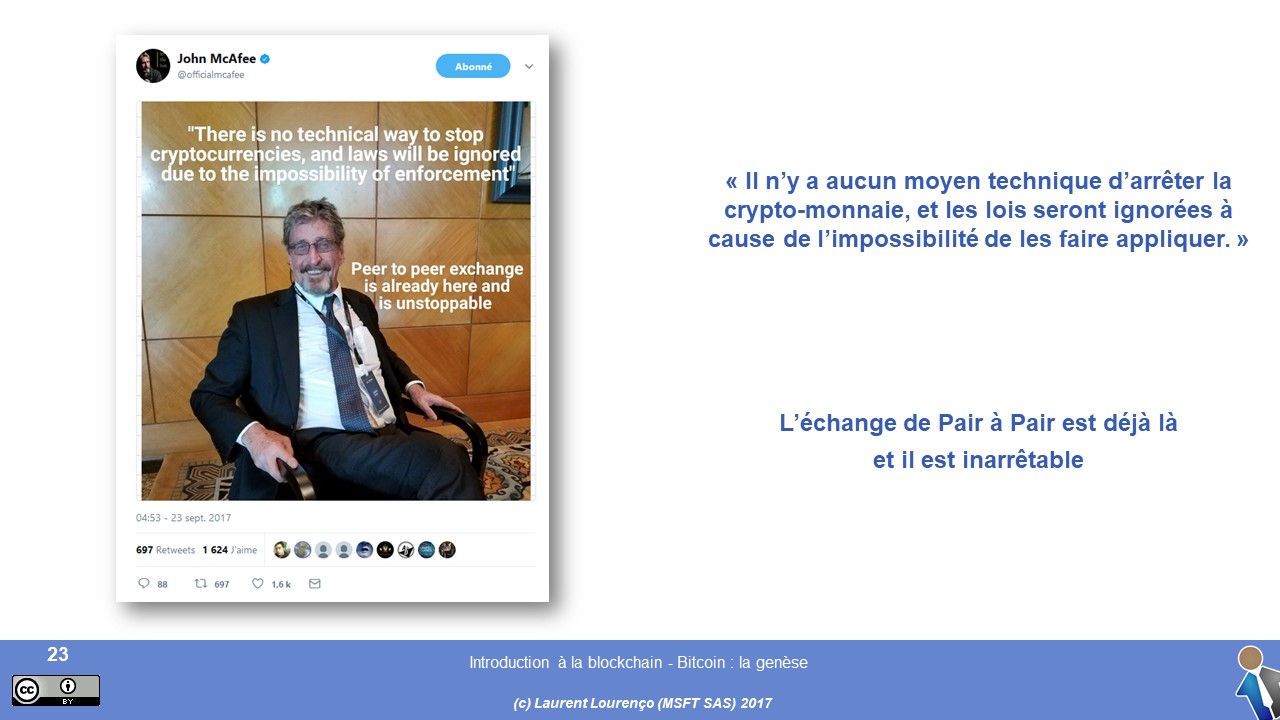 John McAfee
@officialmcafee
Abonné
"There is no technical way to stop
cryptocurrencies, and laws will be ignored
due to the impossibility of enforcement"
Peer to peer exchange
is already here and
is unstoppable
04:53 - 23 sept. 2017
697 Retweets 1 624 J'aime
88 697 1,6 k
« Il n’y a aucun moyen technique d’arrêter la
crypto-monnaie, et les lois seront ignorées à
cause de l’impossibilité de les faire appliquer. »
L’échange de Pair à Pair est déjà là
et il est inarrêtable
23
cc BY
Introduction à la blockchain - Bitcoin : la genèse
(c) Laurent Lourenço (MSFT SAS) 2017